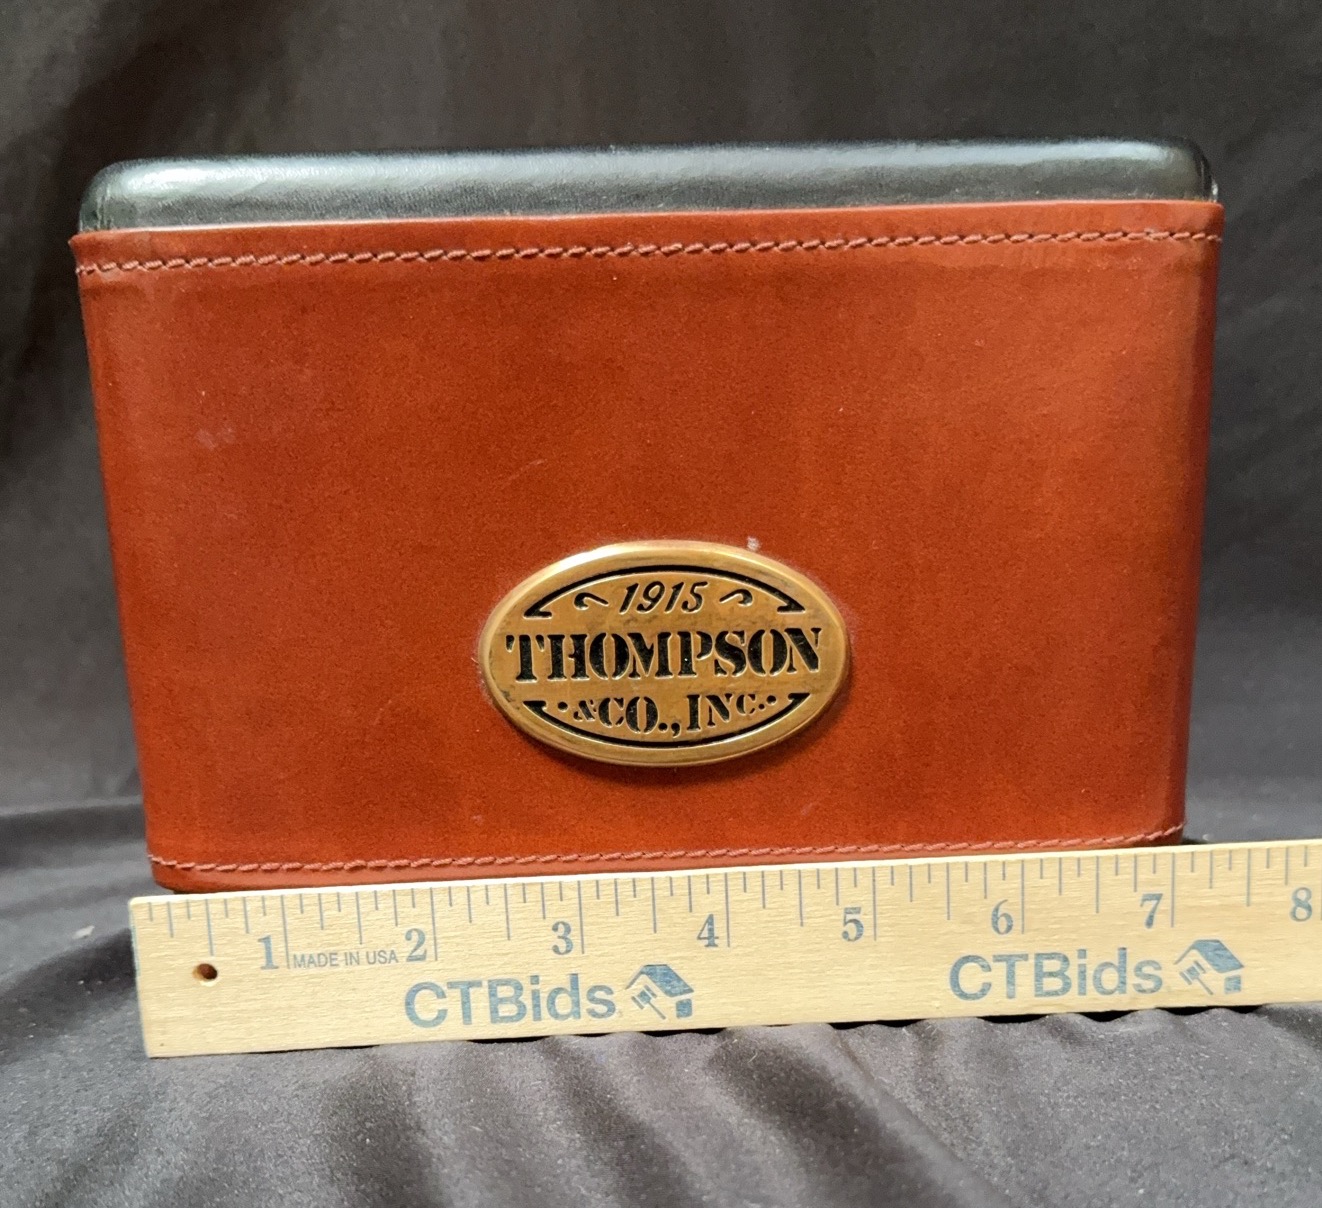 1915
THOMPSON
&CO., INC.
1 2 3 4 5 6 7 8
MADE IN USA
CTBids CTBids